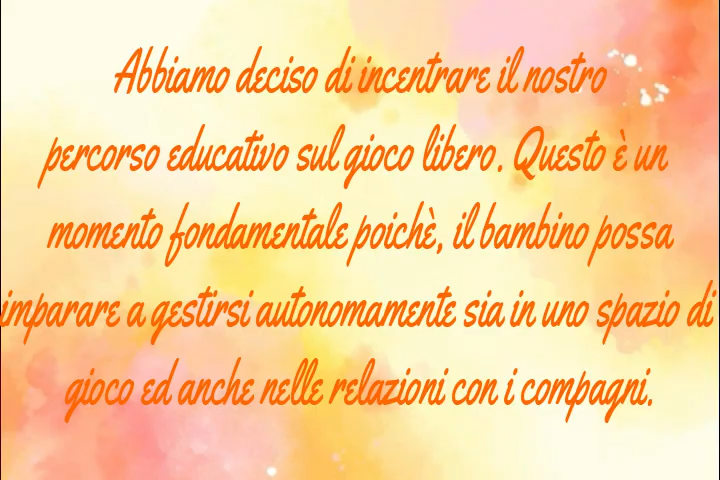 Abbiamo deciso di incentrare il nostro
percorso educativo sul gioco libero. Questo è un
momento fondamentale poichè, il bambino possa
imparare a gestirsi autonomamente sia in uno spazio di
gioco ed anche nelle relazioni con i compagni.